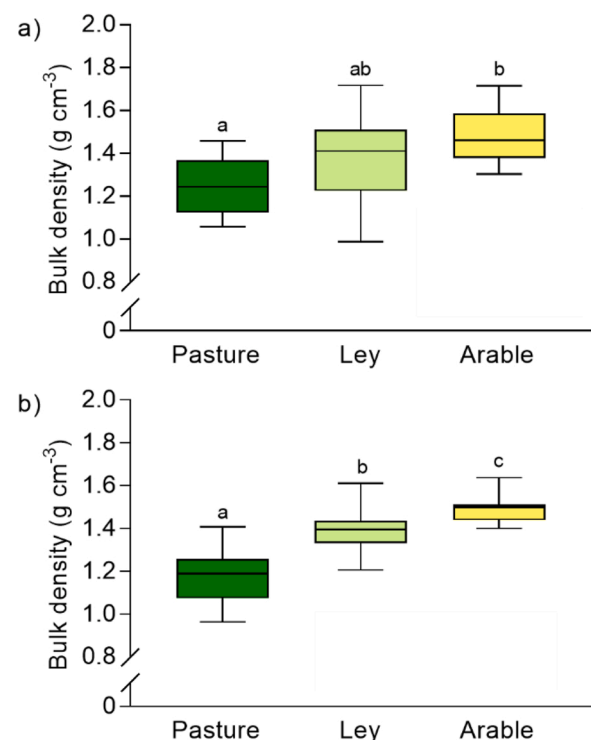 a)
Bulk density (g cm⁻³)
2.0
1.8
1.6
1.4
1.2
1.0
0.8
0
a
ab
b
Pasture Ley Arable
b)
Bulk density (g cm⁻³)
2.0
1.8
1.6
1.4
1.2
1.0
0.8
0
a
b
c
Pasture Ley Arable